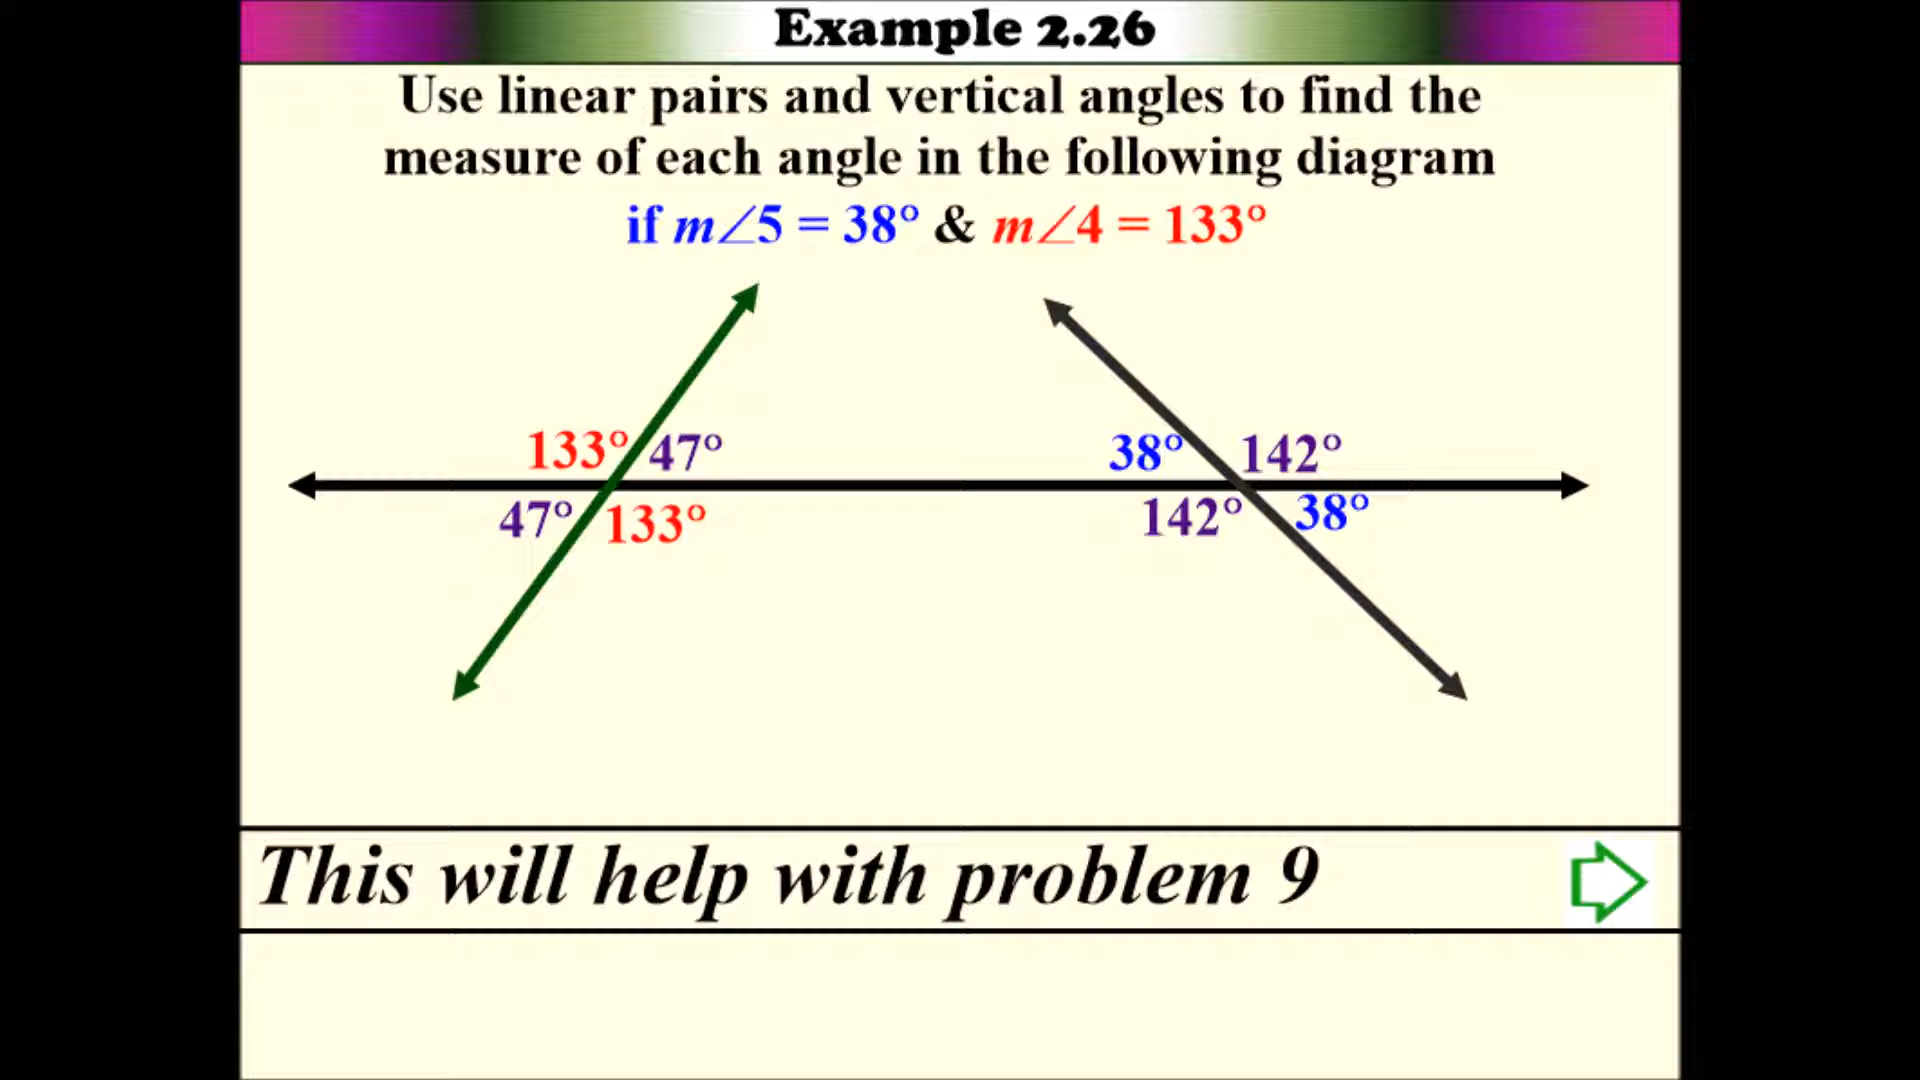 Example 2.26
Use linear pairs and vertical angles to find the
measure of each angle in the following diagram
if m∠5 = 38° & m∠4 = 133°
133° 47° 38° 142°
47° 133° 142° 38°
This will help with problem 9